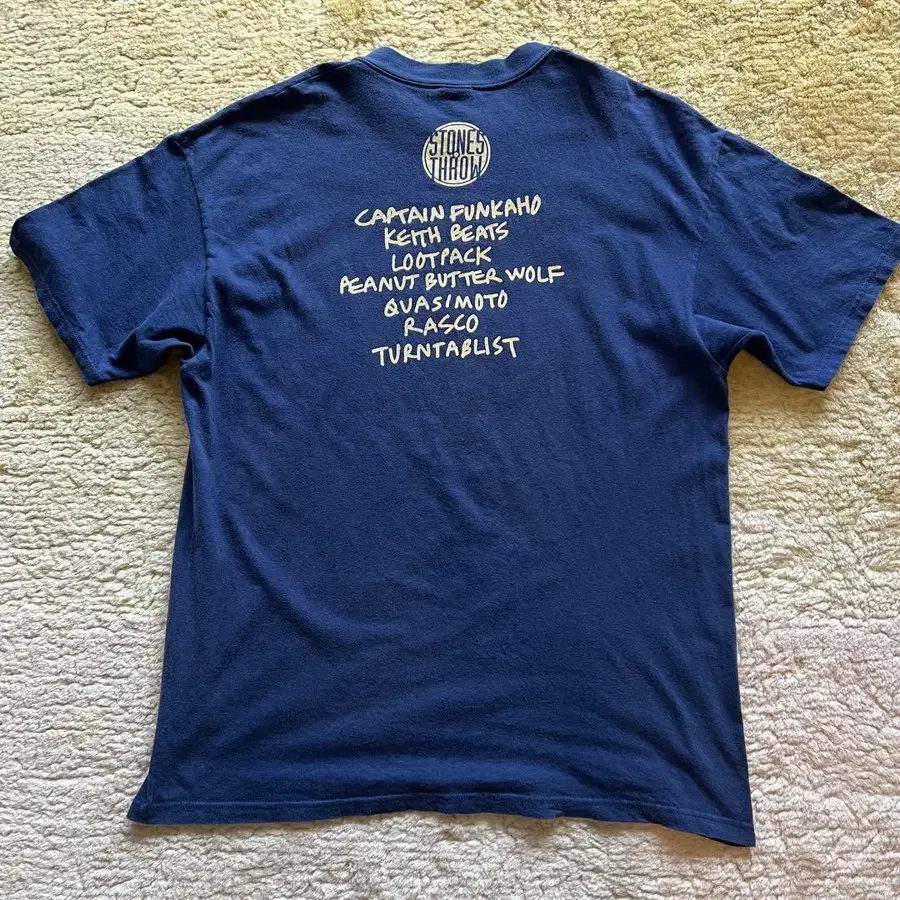 STONES
THROW
CAPTAIN FUNKAHO
KEITH BEATS
LOOTPACK
PEANUT BUTTER WOLF
QUASIMOTO
RASCO
TURNTABLIST